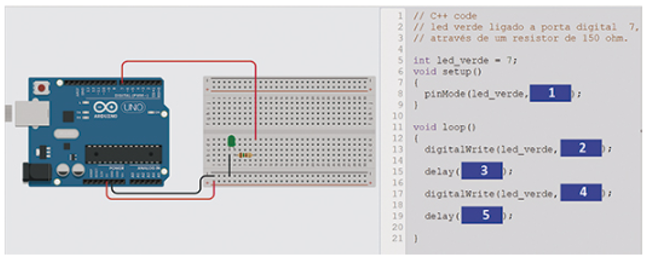 1 // C++ code
2 // led verde ligado a porta digital 7,
3 // através de um resistor de 150 ohm.
4
5 int led_verde = 7;
6 void setup()
7 {
8 pinMode(led_verde, 1 );
9 }
10
11 void loop()
12 {
13 digitalWrite(led_verde, 2 );
14
15 delay( 3 );
16
17 digitalWrite(led_verde, 4 );
18
19 delay( 5 );
20
21 }
UNO
ARDUINO